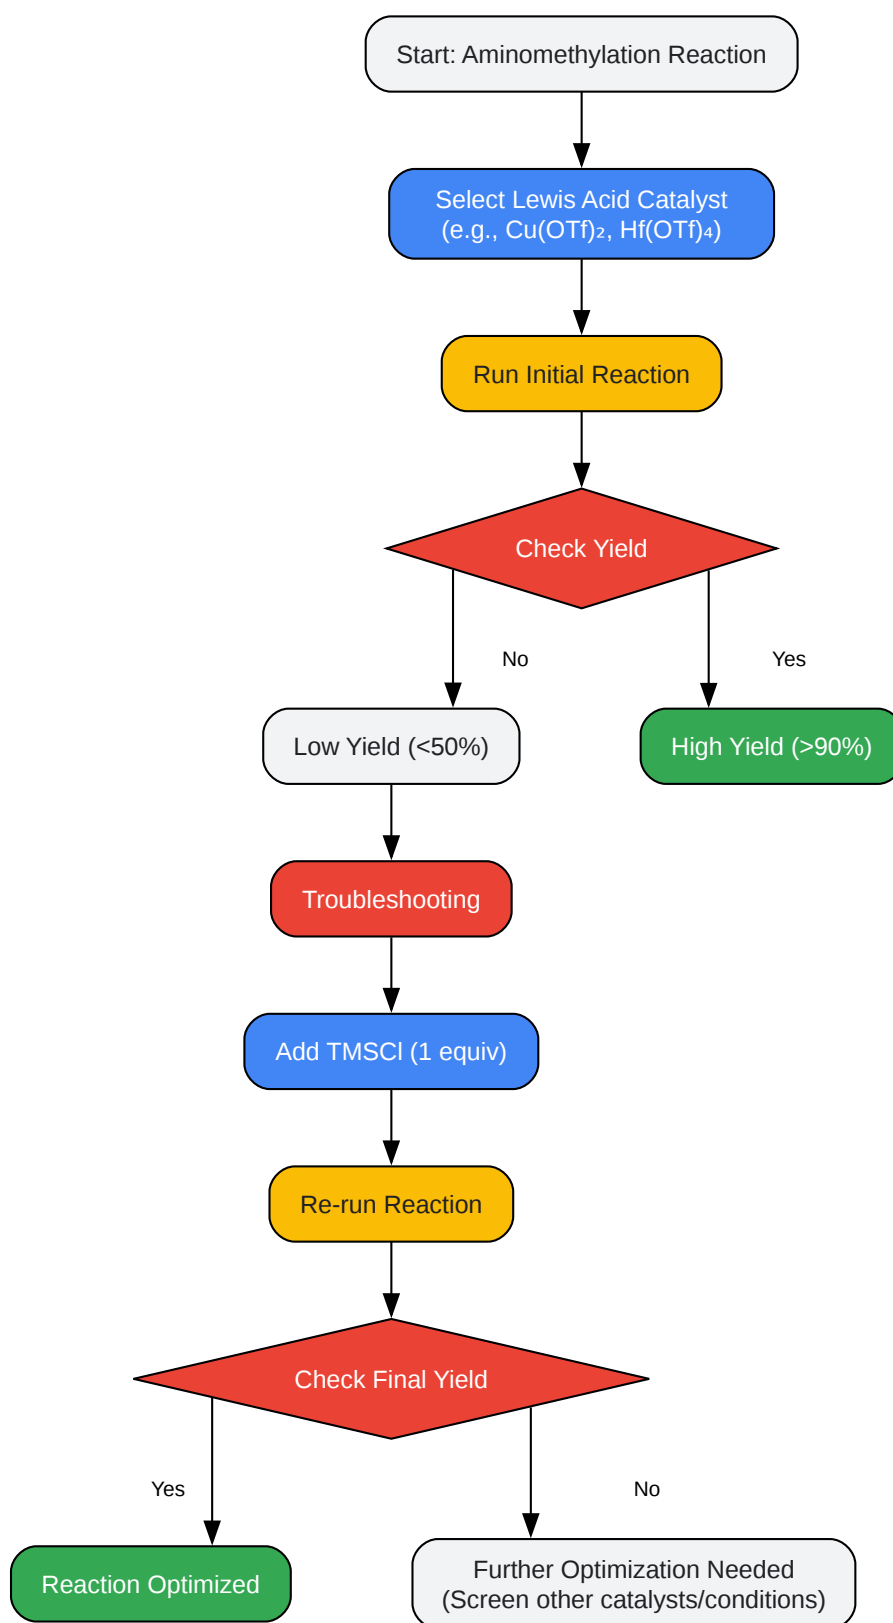 Start: Aminomethylation Reaction
Select Lewis Acid Catalyst
(e.g., Cu(OTf)₂, Hf(OTf)₄)
Run Initial Reaction
Check Yield
No
Yes
Low Yield (<50%)
High Yield (>90%)
Troubleshooting
Add TMSCl (1 equiv)
Re-run Reaction
Check Final Yield
Yes
No
Reaction Optimized
Further Optimization Needed
(Screen other catalysts/conditions)